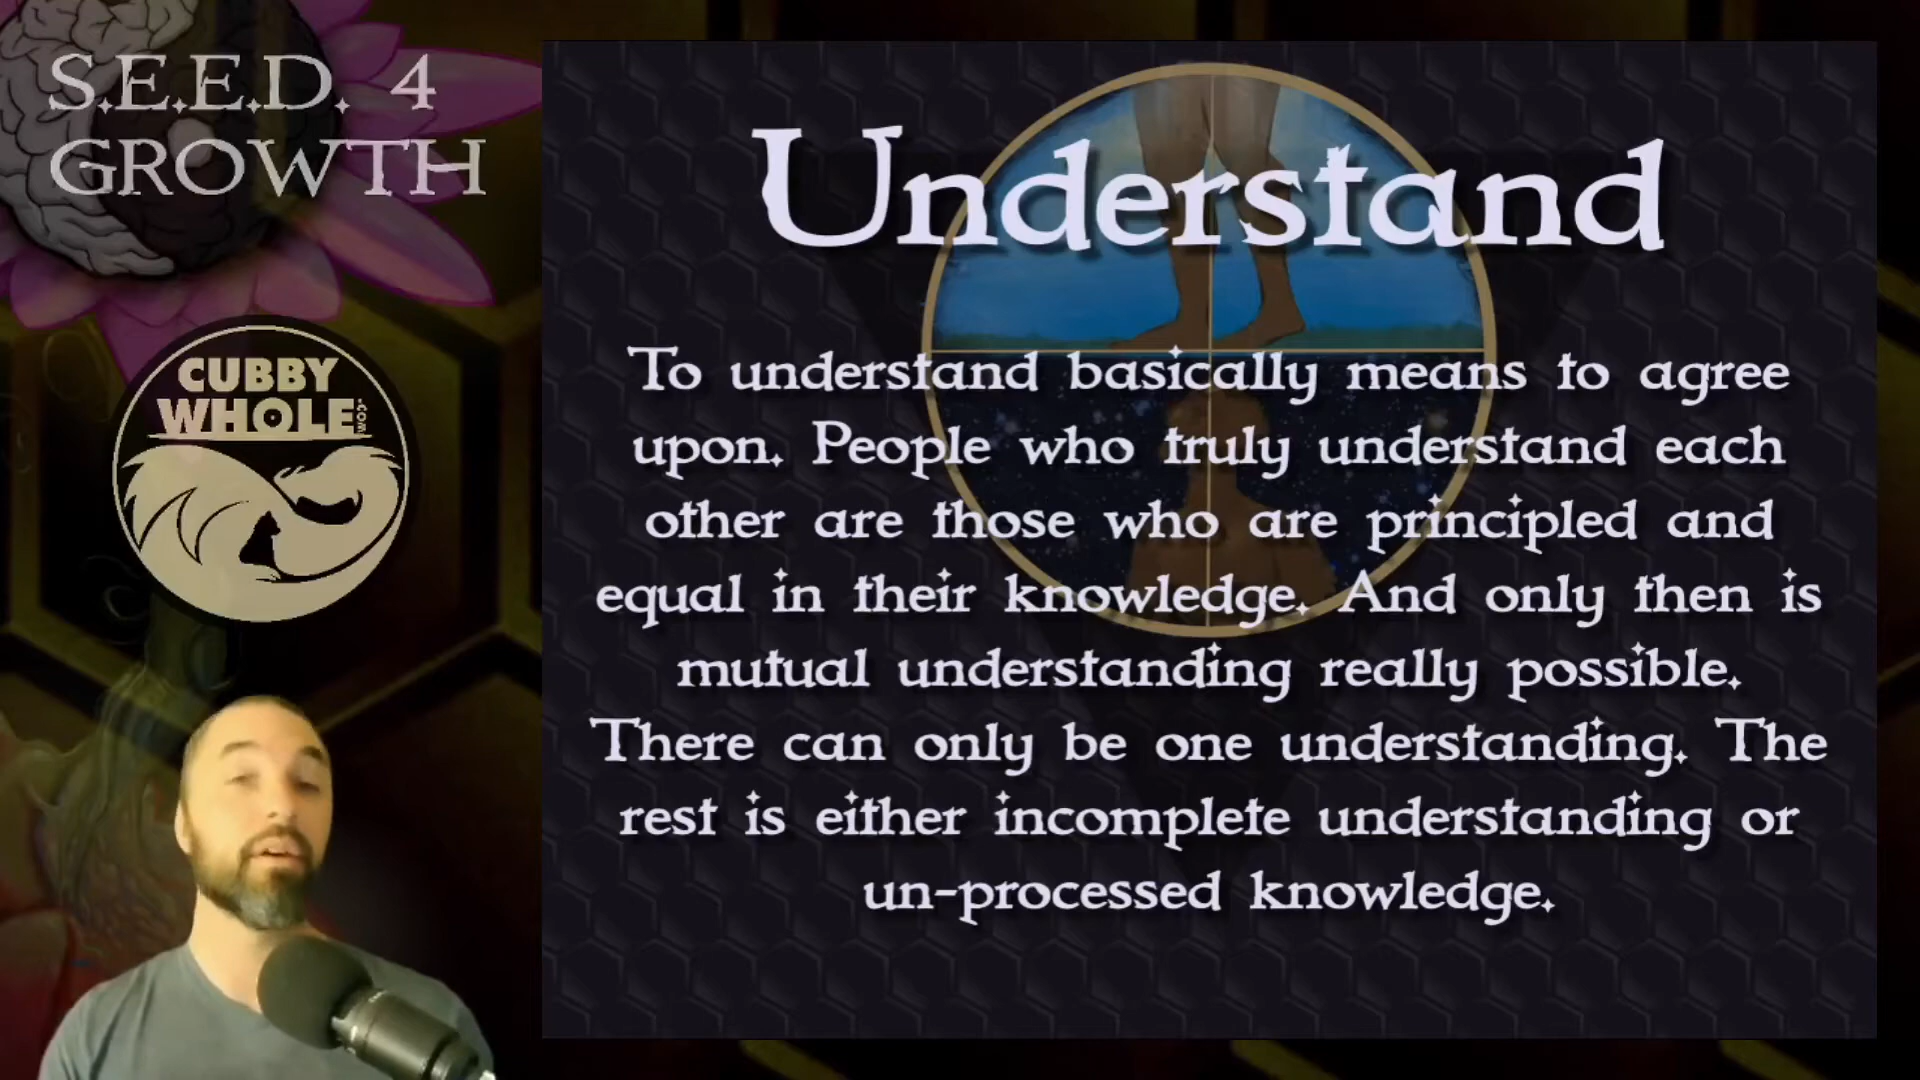 S.E.E.D. 4
GROWTH
CUBBY
WHOLE.COM
Understand
To understand basically means to agree
upon. People who truly understand each
other are those who are principled and
equal in their knowledge. And only then is
mutual understanding really possible.
There can only be one understanding. The
rest is either incomplete understanding or
un-processed knowledge.